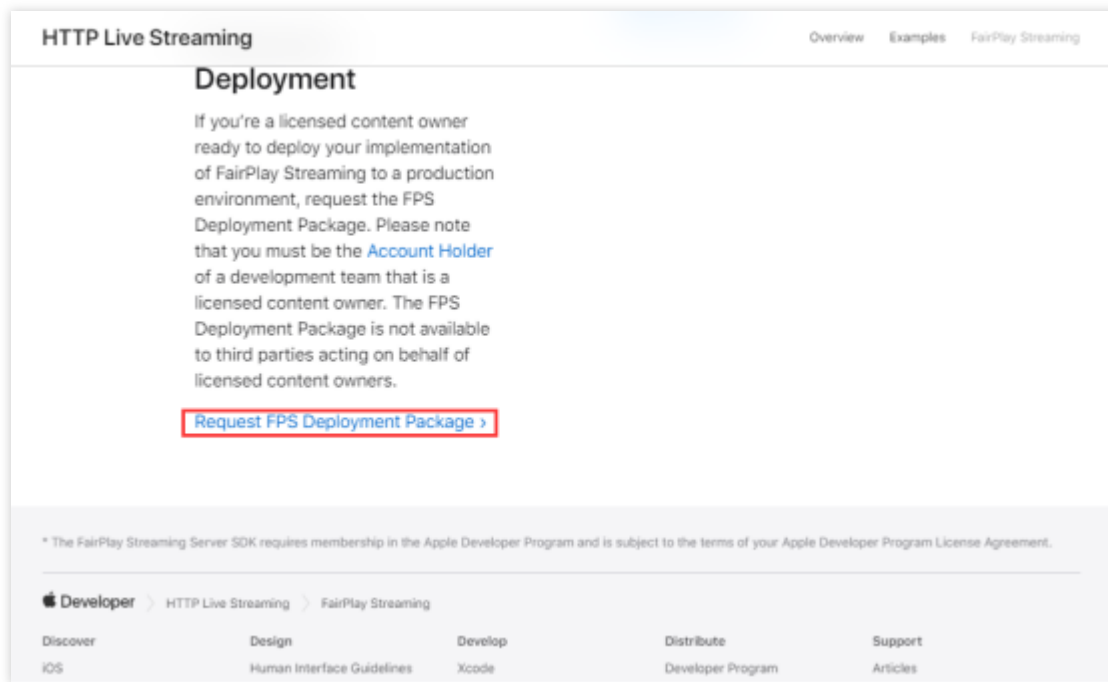 HTTP Live Streaming
Overview Examples FairPlay Streaming
Deployment
If you're a licensed content owner
ready to deploy your implementation
of FairPlay Streaming to a production
environment, request the FPS
Deployment Package. Please note
that you must be the Account Holder
of a development team that is a
licensed content owner. The FPS
Deployment Package is not available
to third parties acting on behalf of
licensed content owners.
Request FPS Deployment Package ›
* The FairPlay Streaming Server SDK requires membership in the Apple Developer Program and is subject to the terms of your Apple Developer Program License Agreement.
Developer HTTP Live Streaming FairPlay Streaming
Discover Design Develop Distribute Support
iOS Human Interface Guidelines Xcode Developer Program Articles